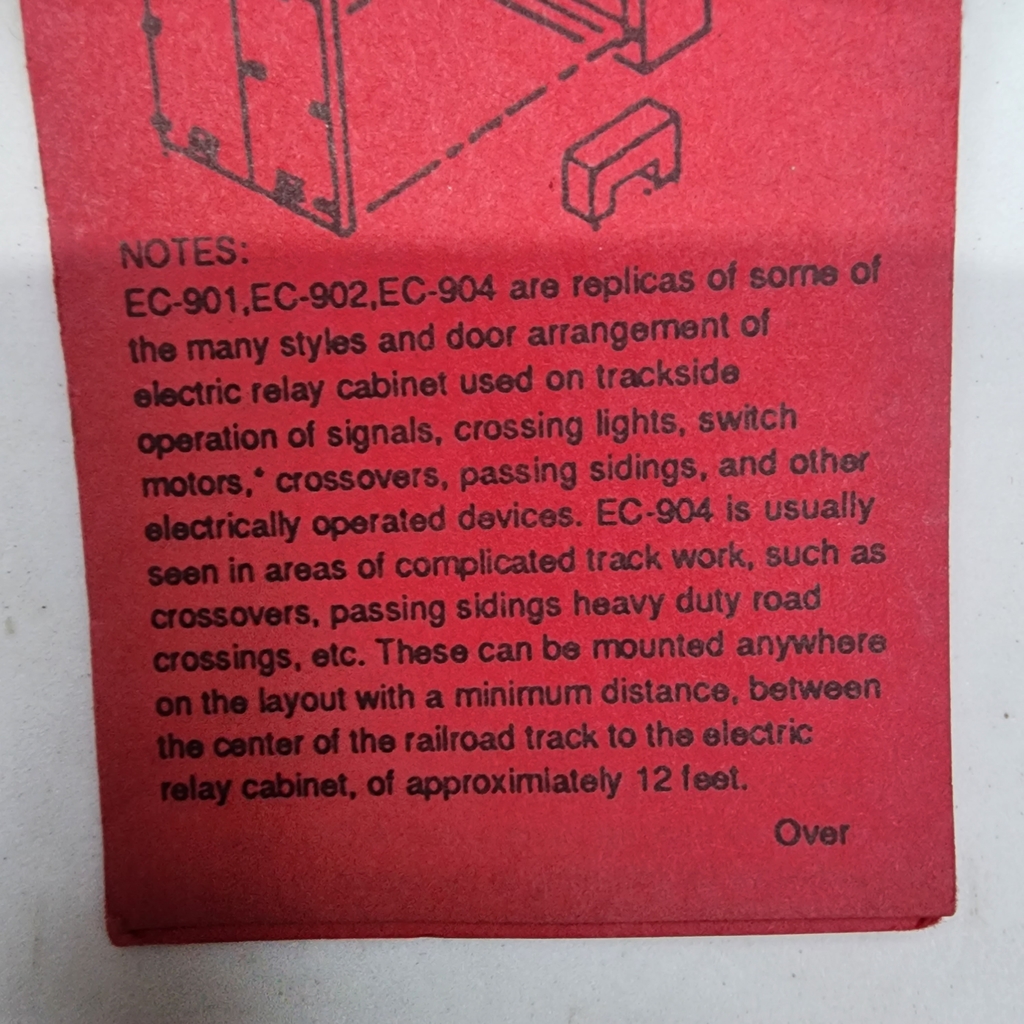 NOTES:
EC-901,EC-902,EC-904 are replicas of some of
the many styles and door arrangement of
electric relay cabinet used on trackside
operation of signals, crossing lights, switch
motors,* crossovers, passing sidings, and other
electrically operated devices. EC-904 is usually
seen in areas of complicated track work, such as
crossovers, passing sidings heavy duty road
crossings, etc. These can be mounted anywhere
on the layout with a minimum distance, between
the center of the railroad track to the electric
relay cabinet, of approximiately 12 feet.
Over